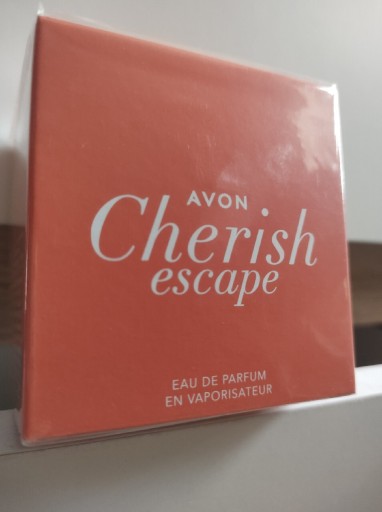 AVON
Cherish
escape
EAU DE PARFUM
EN VAPORISATEUR